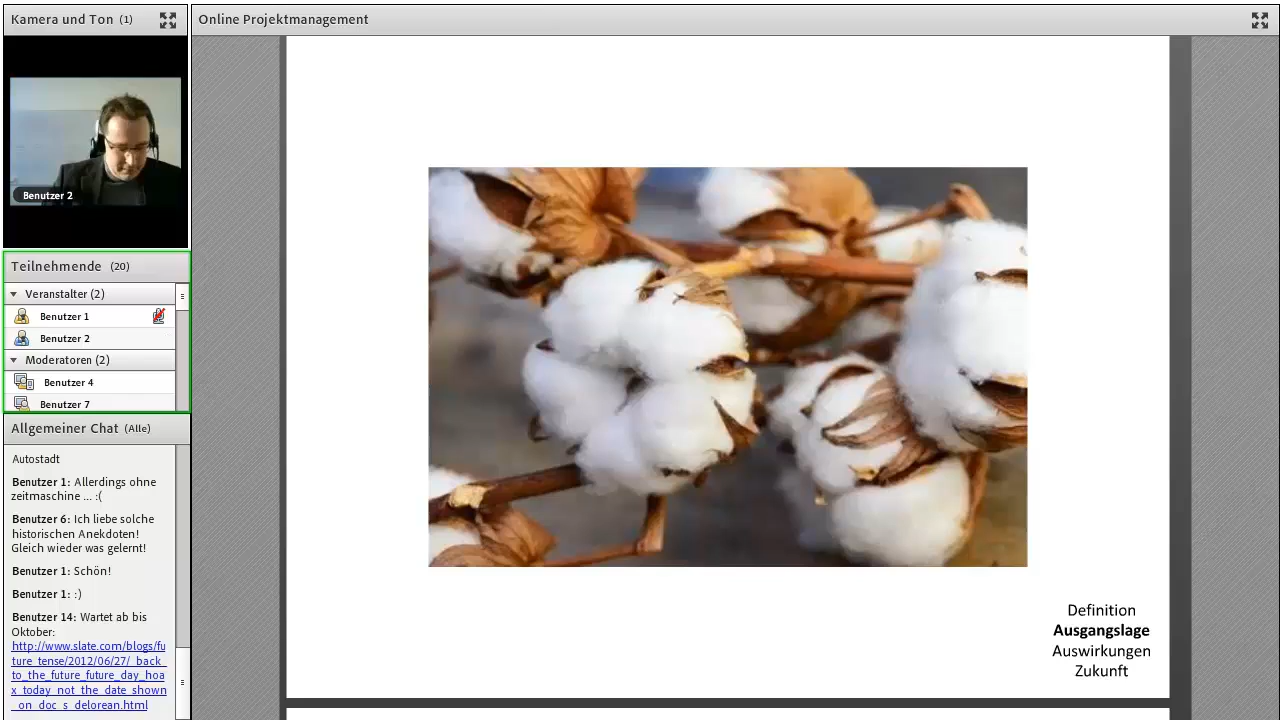 Kamera und Ton (1)
Benutzer 2
Teilnehmende (20)
Veranstalter (2)
Benutzer 1
Benutzer 2
Moderatoren (2)
Benutzer 4
Benutzer 7
Allgemeiner Chat (Alle)
Autostadt
Benutzer 1: Allerdings ohne
zeitmaschine ... :(
Benutzer 6: Ich liebe solche
historischen Anekdoten!
Gleich wieder was gelernt!
Benutzer 1: Schön!
Benutzer 1: :)
Benutzer 14: Wartet ab bis
Oktober:
http://www.slate.com/blogs/fu
ture_tense/2012/06/27/_back_
to_the_future_future_day_hoa
x_today_not_the_date_shown
_on_doc_s_delorean.html
Online Projektmanagement
Definition
Ausgangslage
Auswirkungen
Zukunft